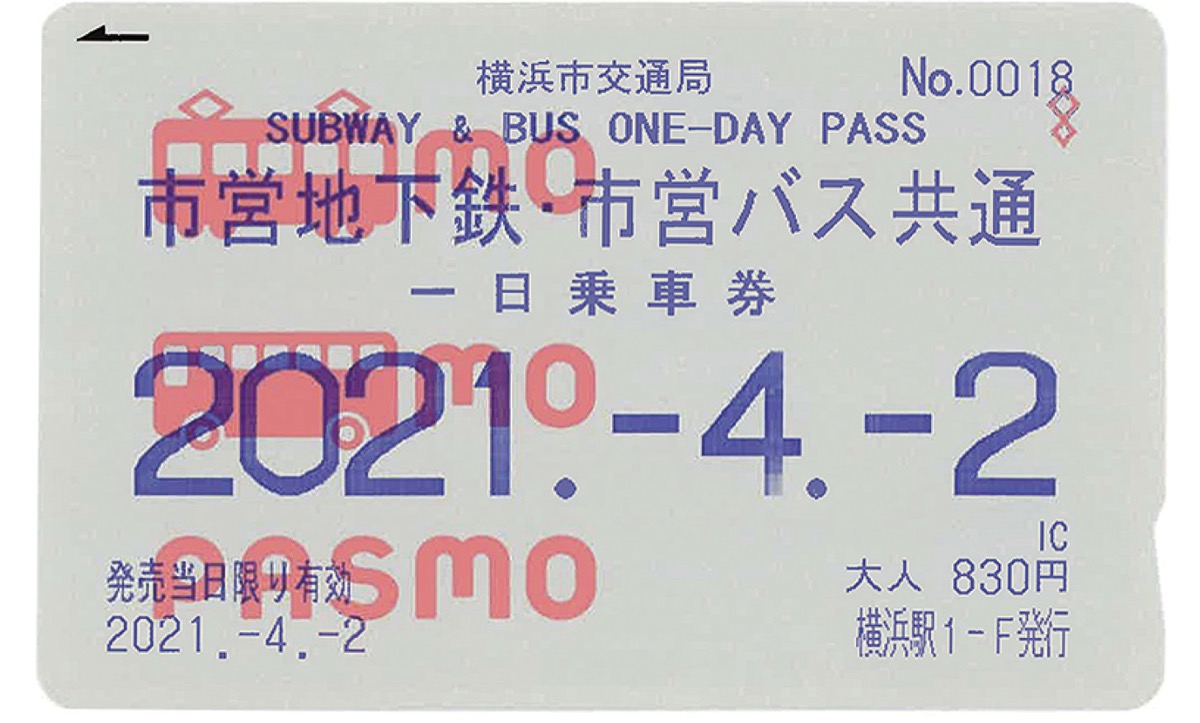 横浜市交通局 No.0018
SUBWAY & BUS ONE-DAY PASS
mo
市営地下鉄・市営バス共通
一日乗車券
mo
2021.-4.-2
PASMO
IC
発売当日限り有効 大人 830円
2021.-4.-2 横浜駅1-F発行